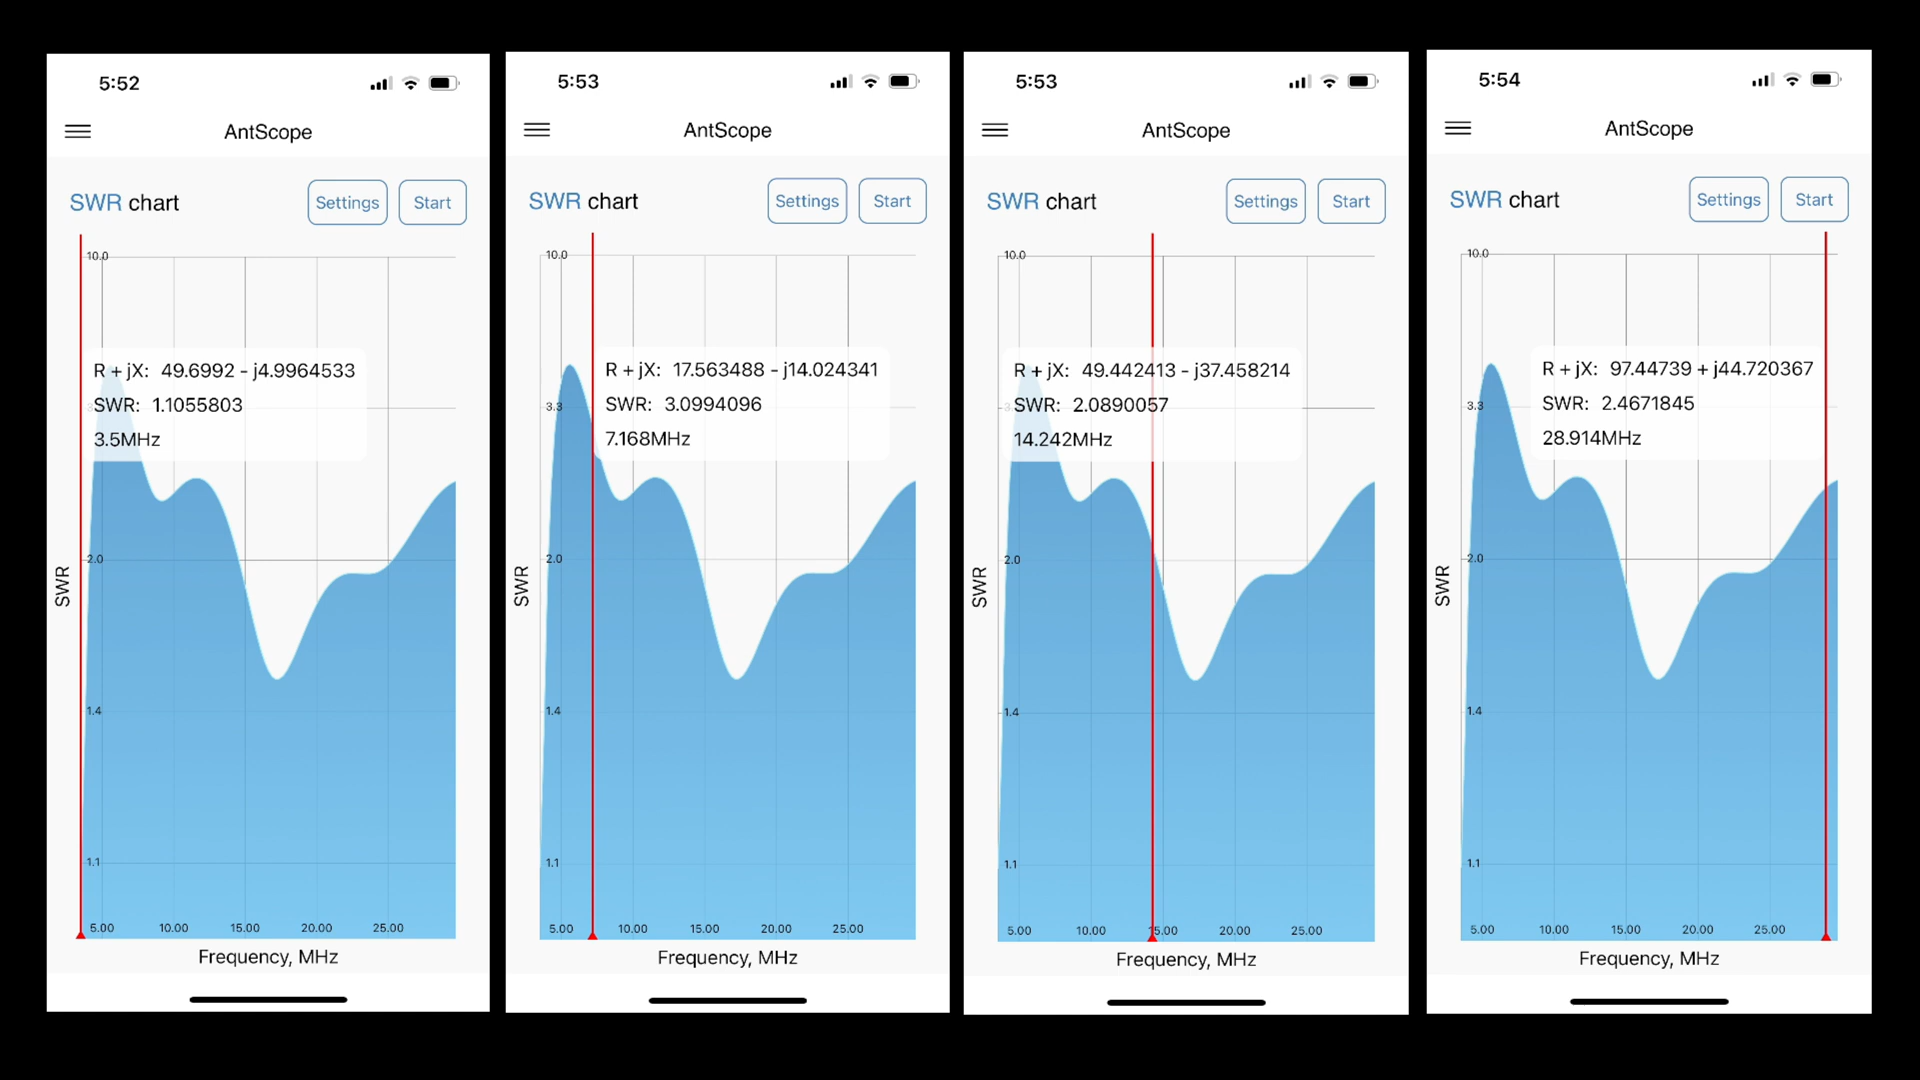 5:52
AntScope
SWR chart
Settings
Start
10.0
R + jX: 49.6992 - j4.9964533
SWR: 1.1055803
3.5MHz
2.0
1.4
1.1
SWR
5.00 10.00 15.00 20.00 25.00
Frequency, MHz
5:53
AntScope
SWR chart
Settings
Start
10.0
R + jX: 17.563488 - j14.024341
3.3
SWR: 3.0994096
7.168MHz
2.0
1.4
1.1
SWR
5.00 10.00 15.00 20.00 25.00
Frequency, MHz
5:53
AntScope
SWR chart
Settings
Start
10.0
R + jX: 49.442413 - j37.458214
SWR: 2.0890057
14.242MHz
2.0
1.4
1.1
SWR
5.00 10.00 15.00 20.00 25.00
Frequency, MHz
5:54
AntScope
SWR chart
Settings
Start
10.0
R + jX: 97.44739 + j44.720367
3.3
SWR: 2.4671845
28.914MHz
2.0
1.4
1.1
SWR
5.00 10.00 15.00 20.00 25.00
Frequency, MHz